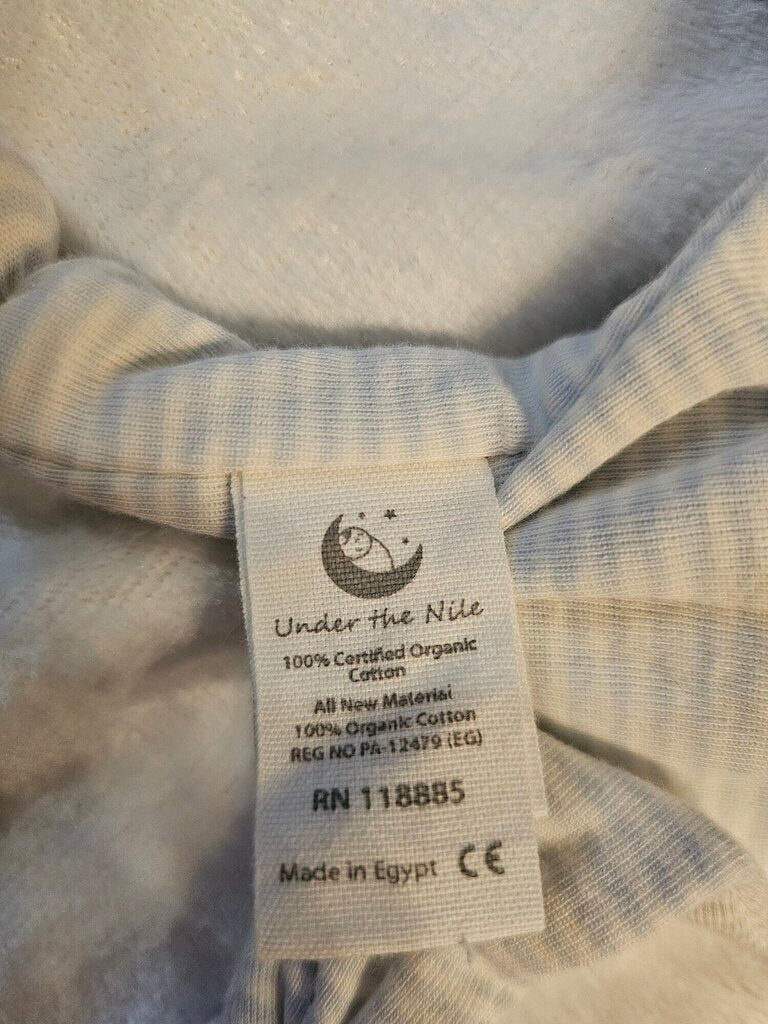 Under the Nile
100% Certified Organic
Cotton
All New Material
100% Organic Cotton
REG NO PA-12479 (EG)
RN 118885
Made in Egypt CE